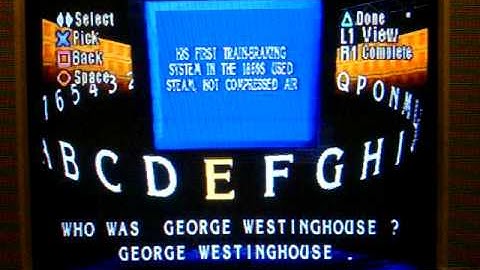 Select
Pick
Back
Space
Done
L1 View
R1 Complete
HIS FIRST TRAIN-BRAKING
SYSTEM IN THE 1860S USED
STEAM, NOT COMPRESSED AIR
7 6 5 4 3 2
Q P O N M
A B C D E F G H I
WHO WAS GEORGE WESTINGHOUSE ?
GEORGE WESTINGHOUSE .